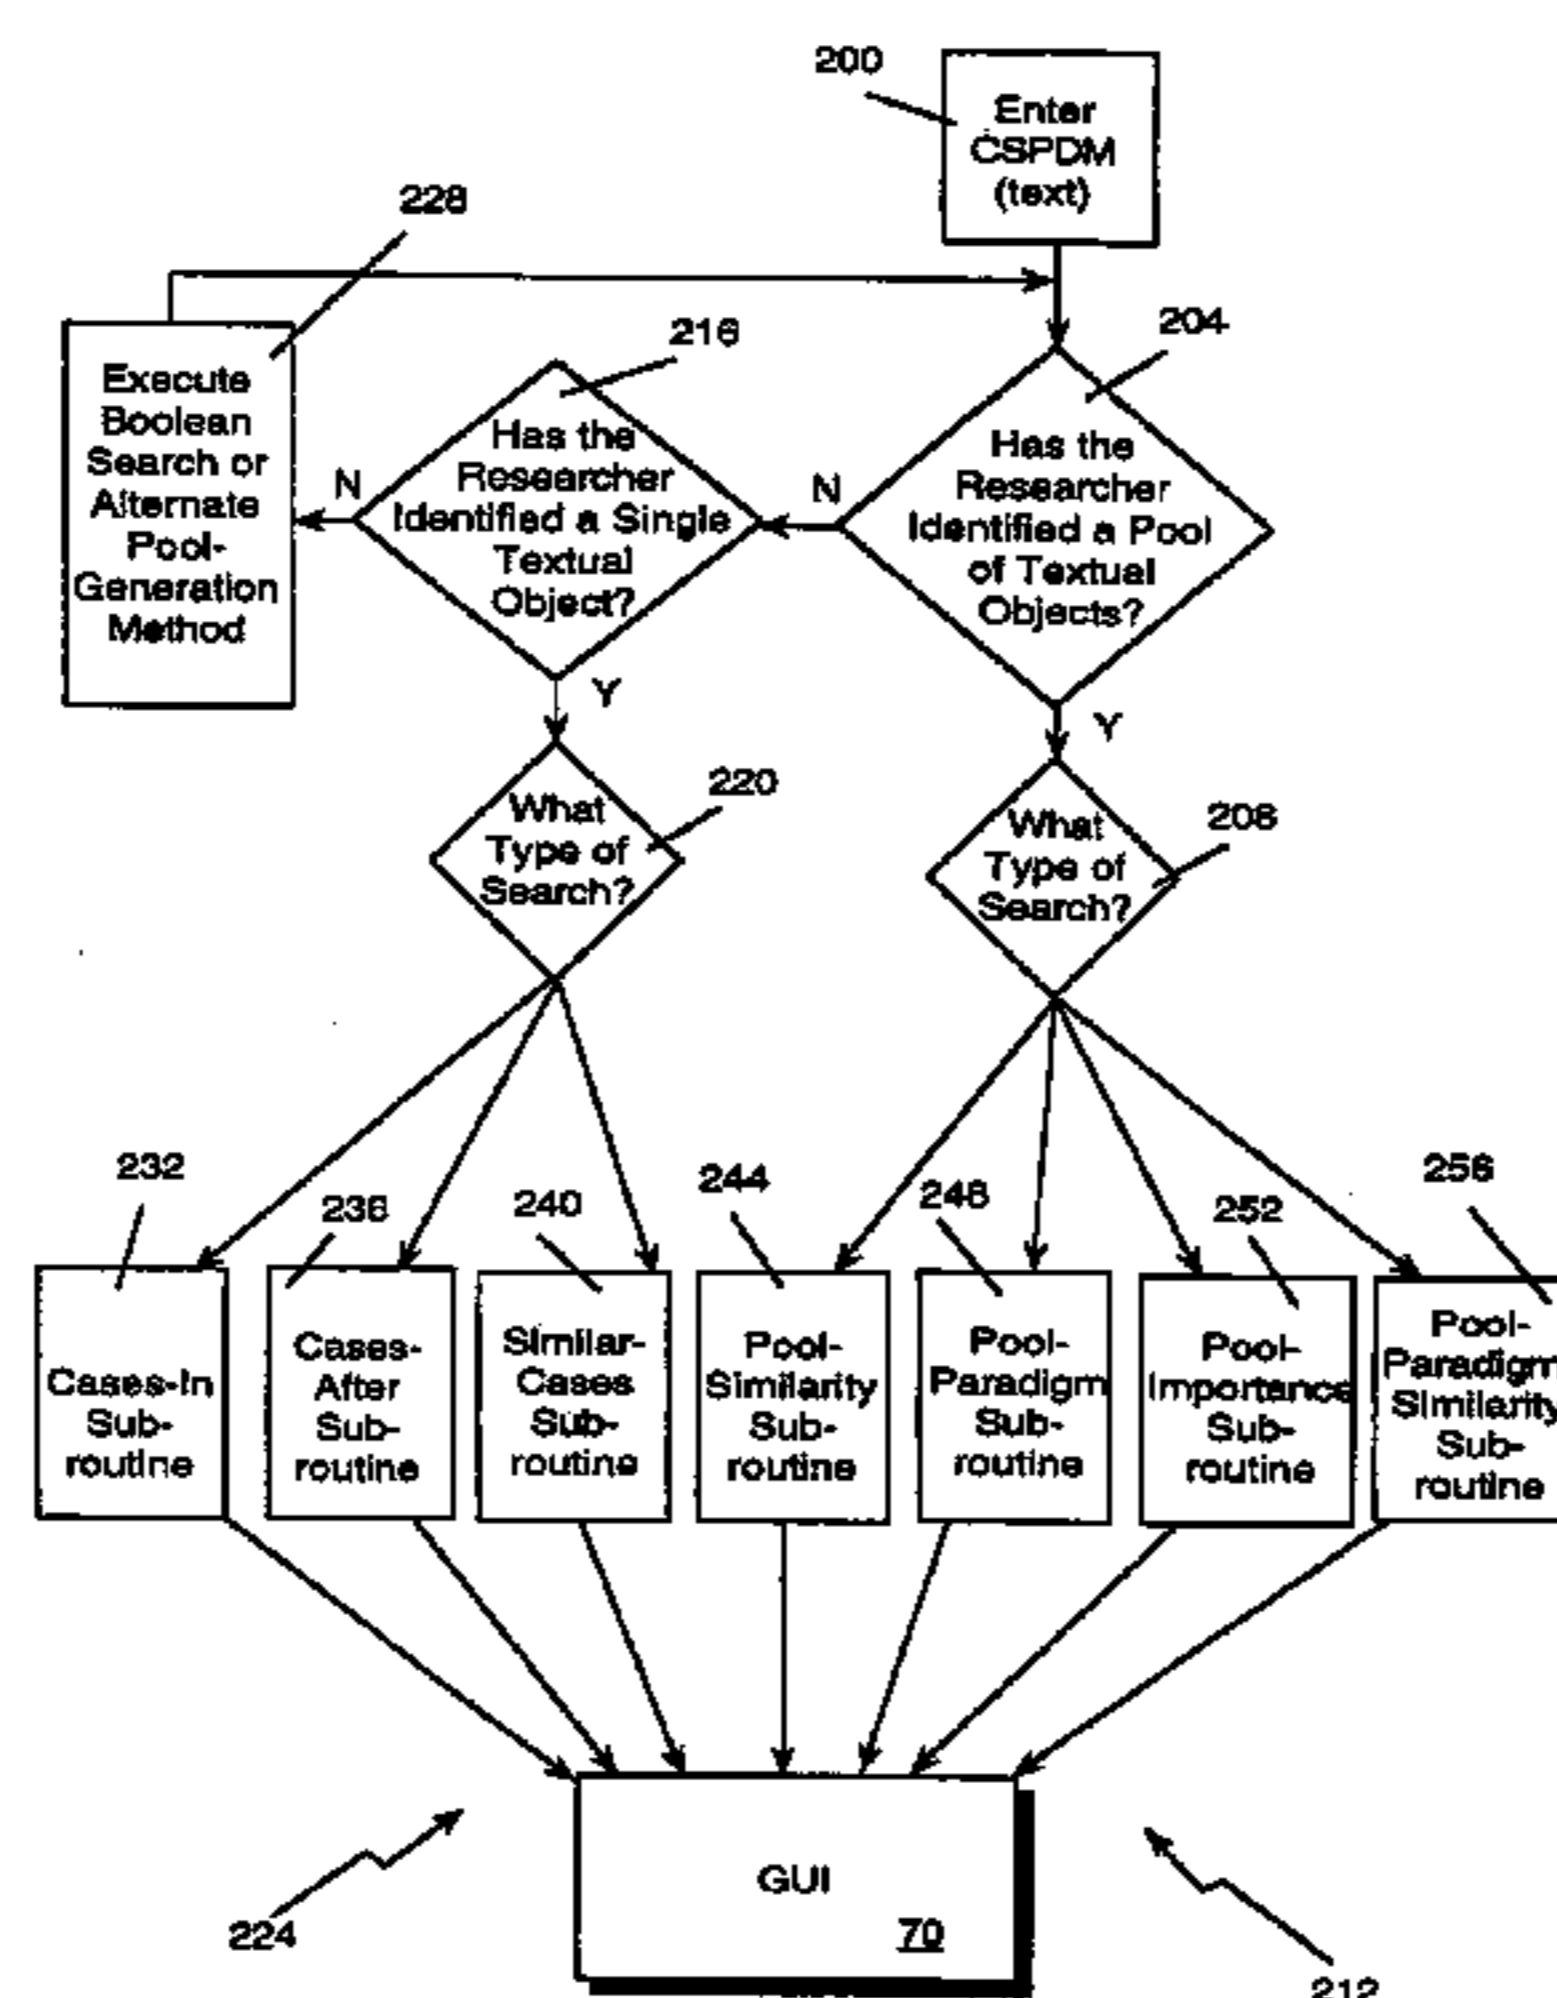 200
Enter
CSPDM
(text)
228
216
204
Execute
Boolean
Search or
Alternate
Pool-
Generation
Method
N
Has the
Researcher
Identified a Single
Textual
Object?
N
Has the
Researcher
Identified a Pool
of Textual
Objects?
Y
Y
What
Type of
Search?
220
What
Type of
Search?
208
232
236
240
244
248
252
256
Cases-In
Sub-
routine
Cases-
After
Sub-
routine
Similar-
Cases
Sub-
routine
Pool-
Similarity
Sub-
routine
Pool-
Paradigm
Sub-
routine
Pool-
Importance
Sub-
routine
Pool-
Paradigm
Similarity
Sub-
routine
GUI
70
224
212